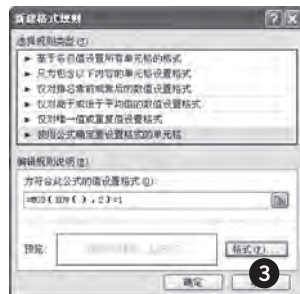 新建格式规则
选择规则类型(S):
► 基于各自值设置所有单元格的格式
► 只为包含以下内容的单元格设置格式
► 仅对排名靠前或靠后的数值设置格式
► 仅对高于或低于平均值的数值设置格式
► 仅对唯一值或重复值设置格式
► 使用公式确定要设置格式的单元格
编辑规则说明(E):
为符合此公式的值设置格式(O):
=MOD(ROW(),2)=1
预览:
格式(F)...
3
确定